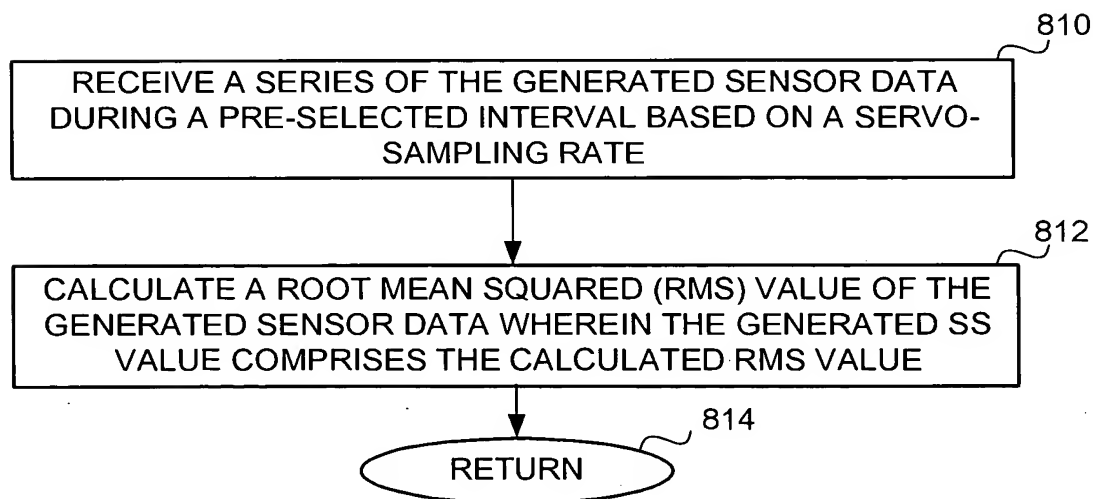 810
RECEIVE A SERIES OF THE GENERATED SENSOR DATA
DURING A PRE-SELECTED INTERVAL BASED ON A SERVO-
SAMPLING RATE
812
CALCULATE A ROOT MEAN SQUARED (RMS) VALUE OF THE
GENERATED SENSOR DATA WHEREIN THE GENERATED SS
VALUE COMPRISES THE CALCULATED RMS VALUE
814
RETURN